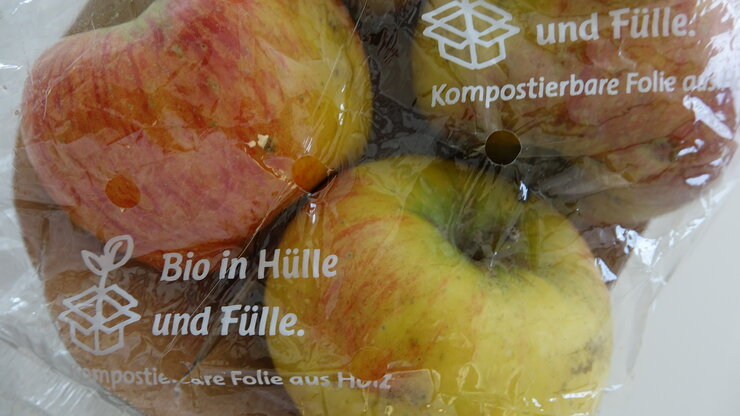 und Fülle.
Kompostierbare Folie aus
Bio in Hülle
und Fülle.
Kompostierbare Folie aus Holz